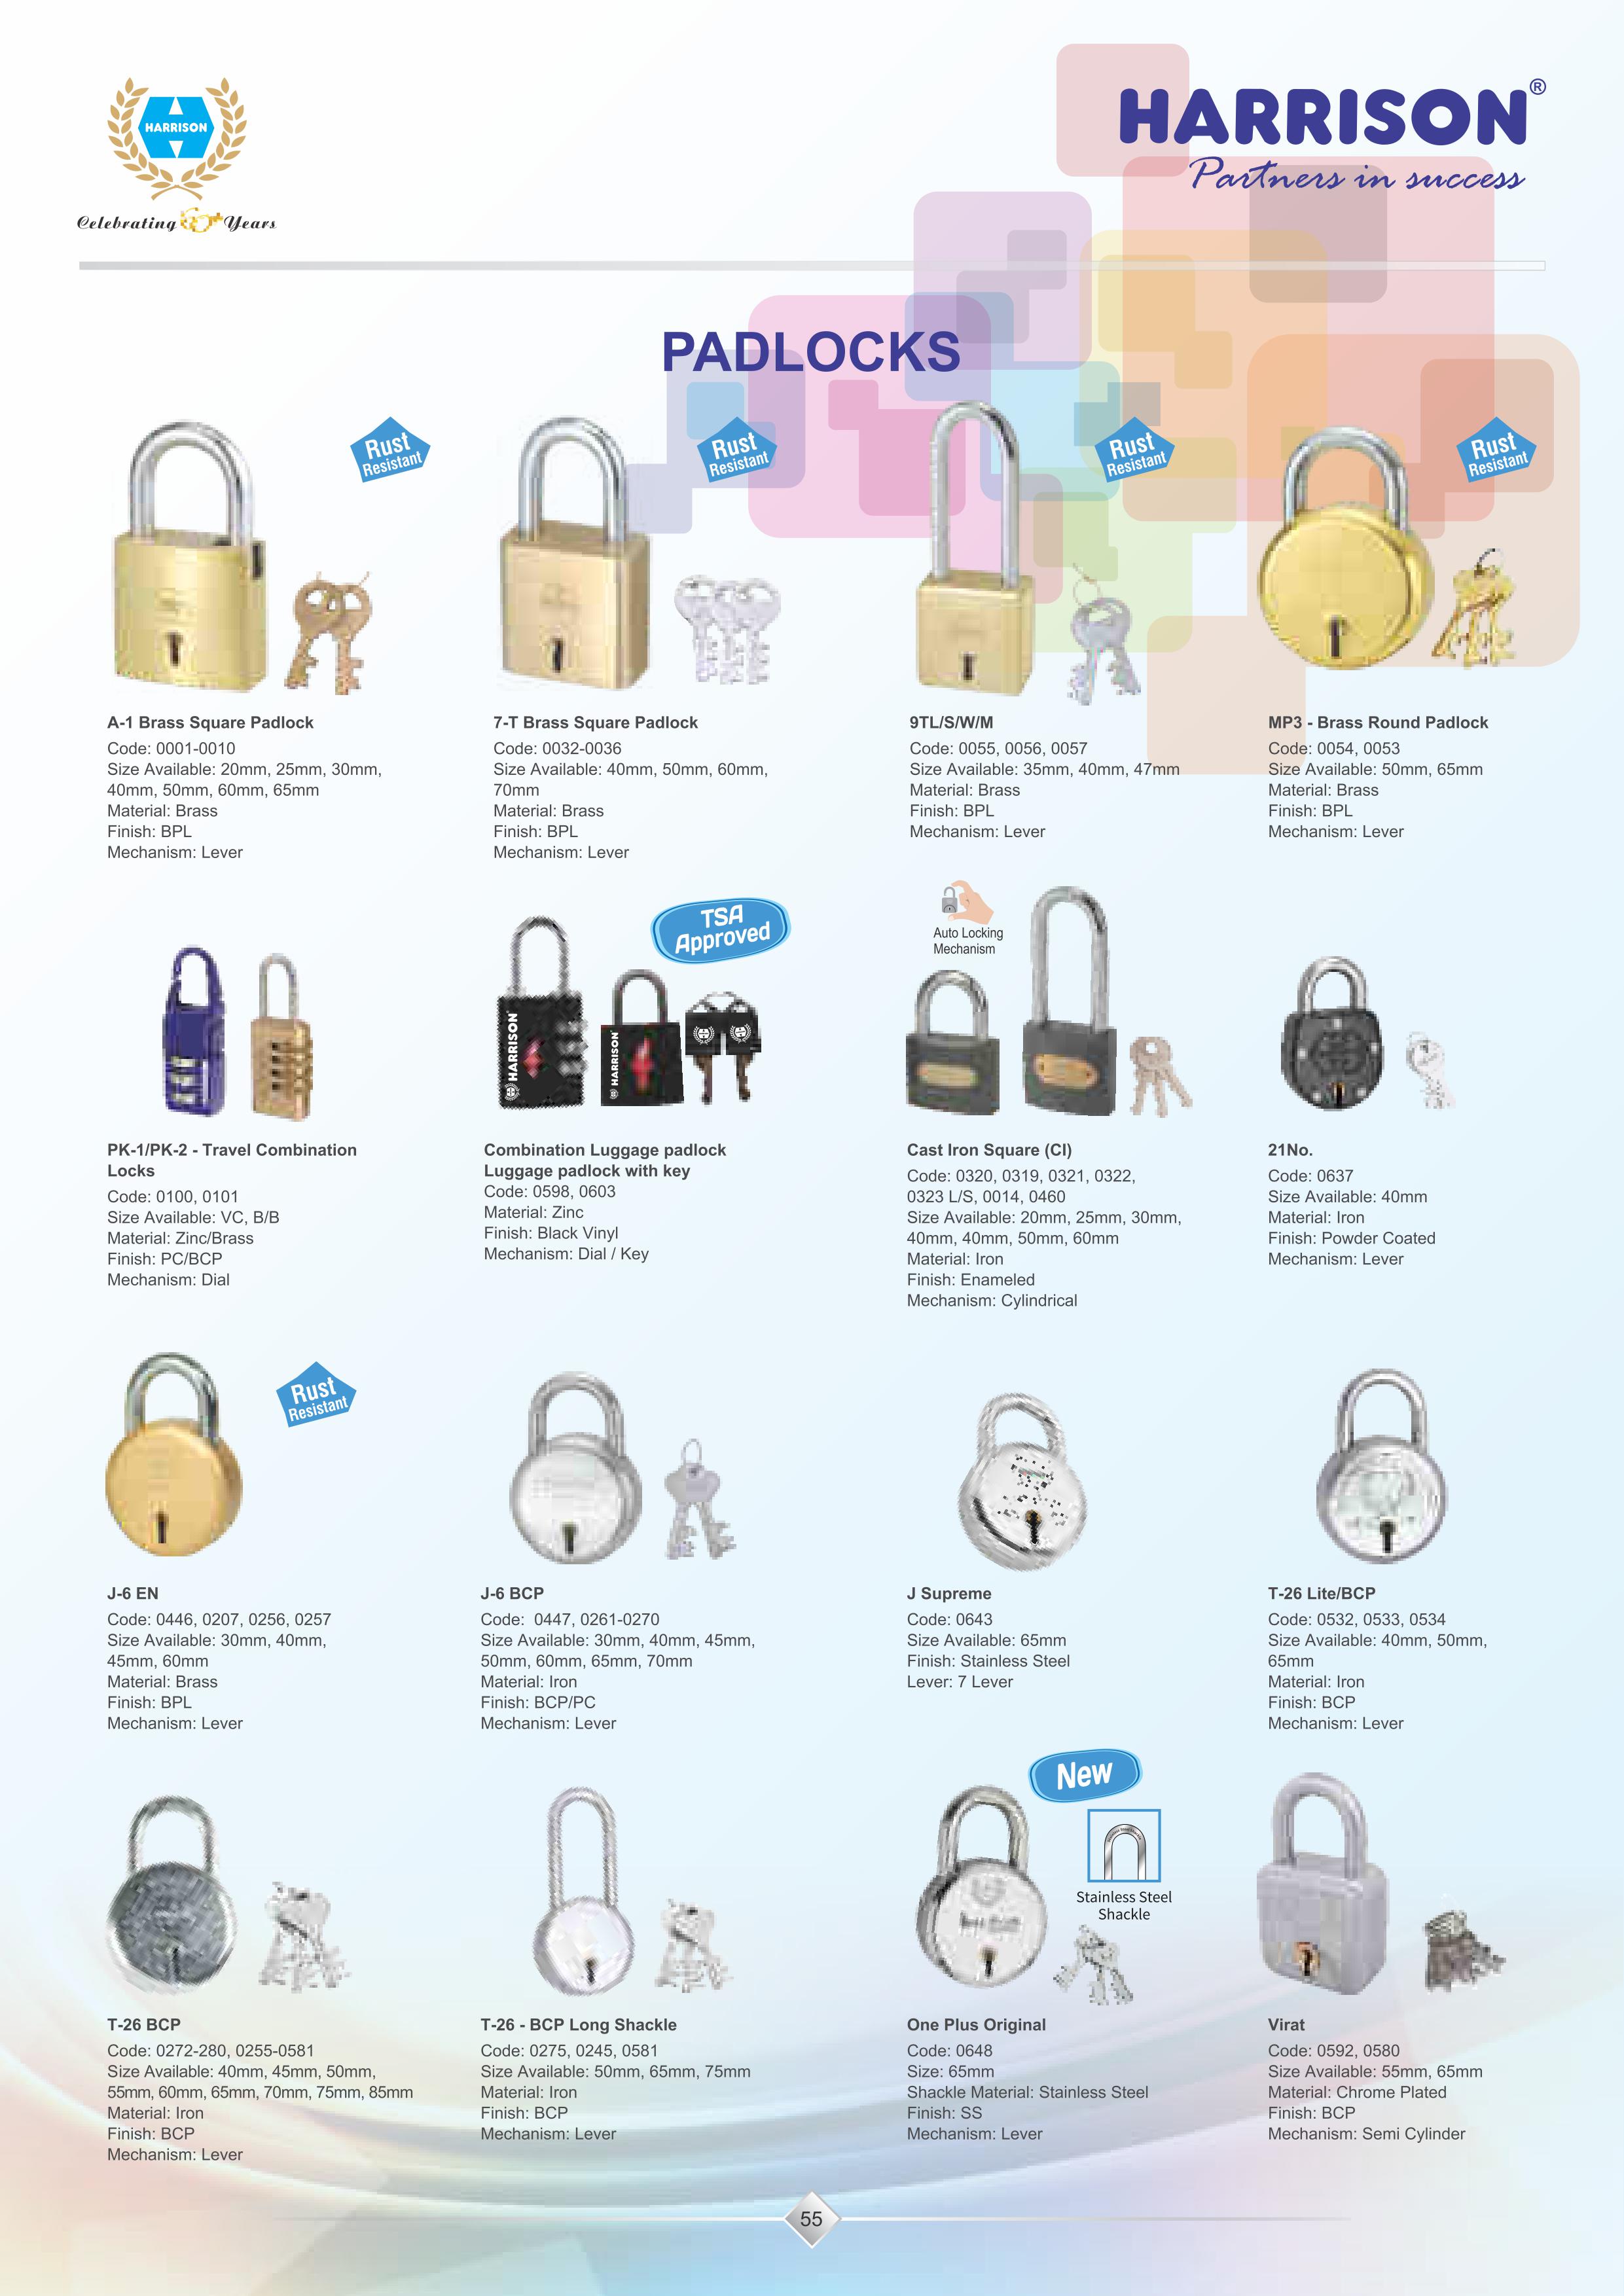 HARRISON
Celebrating Years
HARRISON®
Partners in success
PADLOCKS
Rust
Resistant
Rust
Resistant
Rust
Resistant
Rust
Resistant
A-1 Brass Square Padlock
Code: 0001-0010
Size Available: 20mm, 25mm, 30mm,
40mm, 50mm, 60mm, 65mm
Material: Brass
Finish: BPL
Mechanism: Lever
7-T Brass Square Padlock
Code: 0032-0036
Size Available: 40mm, 50mm, 60mm,
70mm
Material: Brass
Finish: BPL
Mechanism: Lever
9TL/S/W/M
Code: 0055, 0056, 0057
Size Available: 35mm, 40mm, 47mm
Material: Brass
Finish: BPL
Mechanism: Lever
MP3 - Brass Round Padlock
Code: 0054, 0053
Size Available: 50mm, 65mm
Material: Brass
Finish: BPL
Mechanism: Lever
TSA
Approved
HARRISON
HARRISON
Auto Locking
Mechanism
PK-1/PK-2 - Travel Combination
Locks
Code: 0100, 0101
Size Available: VC, B/B
Material: Zinc/Brass
Finish: PC/BCP
Mechanism: Dial
Combination Luggage padlock
Luggage padlock with key
Code: 0598, 0603
Material: Zinc
Finish: Black Vinyl
Mechanism: Dial / Key
Cast Iron Square (CI)
Code: 0320, 0319, 0321, 0322,
0323 L/S, 0014, 0460
Size Available: 20mm, 25mm, 30mm,
40mm, 40mm, 50mm, 60mm
Material: Iron
Finish: Enameled
Mechanism: Cylindrical
21No.
Code: 0637
Size Available: 40mm
Material: Iron
Finish: Powder Coated
Mechanism: Lever
Rust
Resistant
J-6 EN
Code: 0446, 0207, 0256, 0257
Size Available: 30mm, 40mm,
45mm, 60mm
Material: Brass
Finish: BPL
Mechanism: Lever
J-6 BCP
Code:  0447, 0261-0270
Size Available: 30mm, 40mm, 45mm,
50mm, 60mm, 65mm, 70mm
Material: Iron
Finish: BCP/PC
Mechanism: Lever
J Supreme
Code: 0643
Size Available: 65mm
Finish: Stainless Steel
Lever: 7 Lever
T-26 Lite/BCP
Code: 0532, 0533, 0534
Size Available: 40mm, 50mm,
65mm
Material: Iron
Finish: BCP
Mechanism: Lever
New
Stainless Steel
Shackle
T-26 BCP
Code: 0272-280, 0255-0581
Size Available: 40mm, 45mm, 50mm,
55mm, 60mm, 65mm, 70mm, 75mm, 85mm
Material: Iron
Finish: BCP
Mechanism: Lever
T-26 - BCP Long Shackle
Code: 0275, 0245, 0581
Size Available: 50mm, 65mm, 75mm
Material: Iron
Finish: BCP
Mechanism: Lever
One Plus Original
Code: 0648
Size: 65mm
Shackle Material: Stainless Steel
Finish: SS
Mechanism: Lever
Virat
Code: 0592, 0580
Size Available: 55mm, 65mm
Material: Chrome Plated
Finish: BCP
Mechanism: Semi Cylinder
55